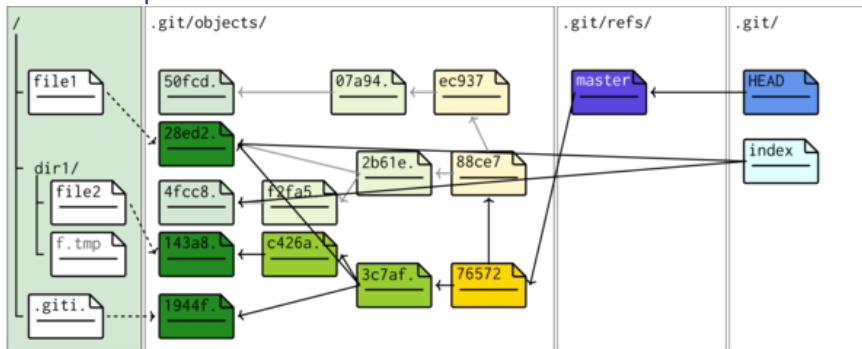 /
.git/objects/
.git/refs/
.git/
file1
50fcd.
07a94.
ec937
master
HEAD
28ed2.
index
2b61e.
88ce7
dir1/
file2
4fcc8.
f2fa5
f.tmp
143a8.
c426a.
3c7af.
76572
.giti.
1944f.